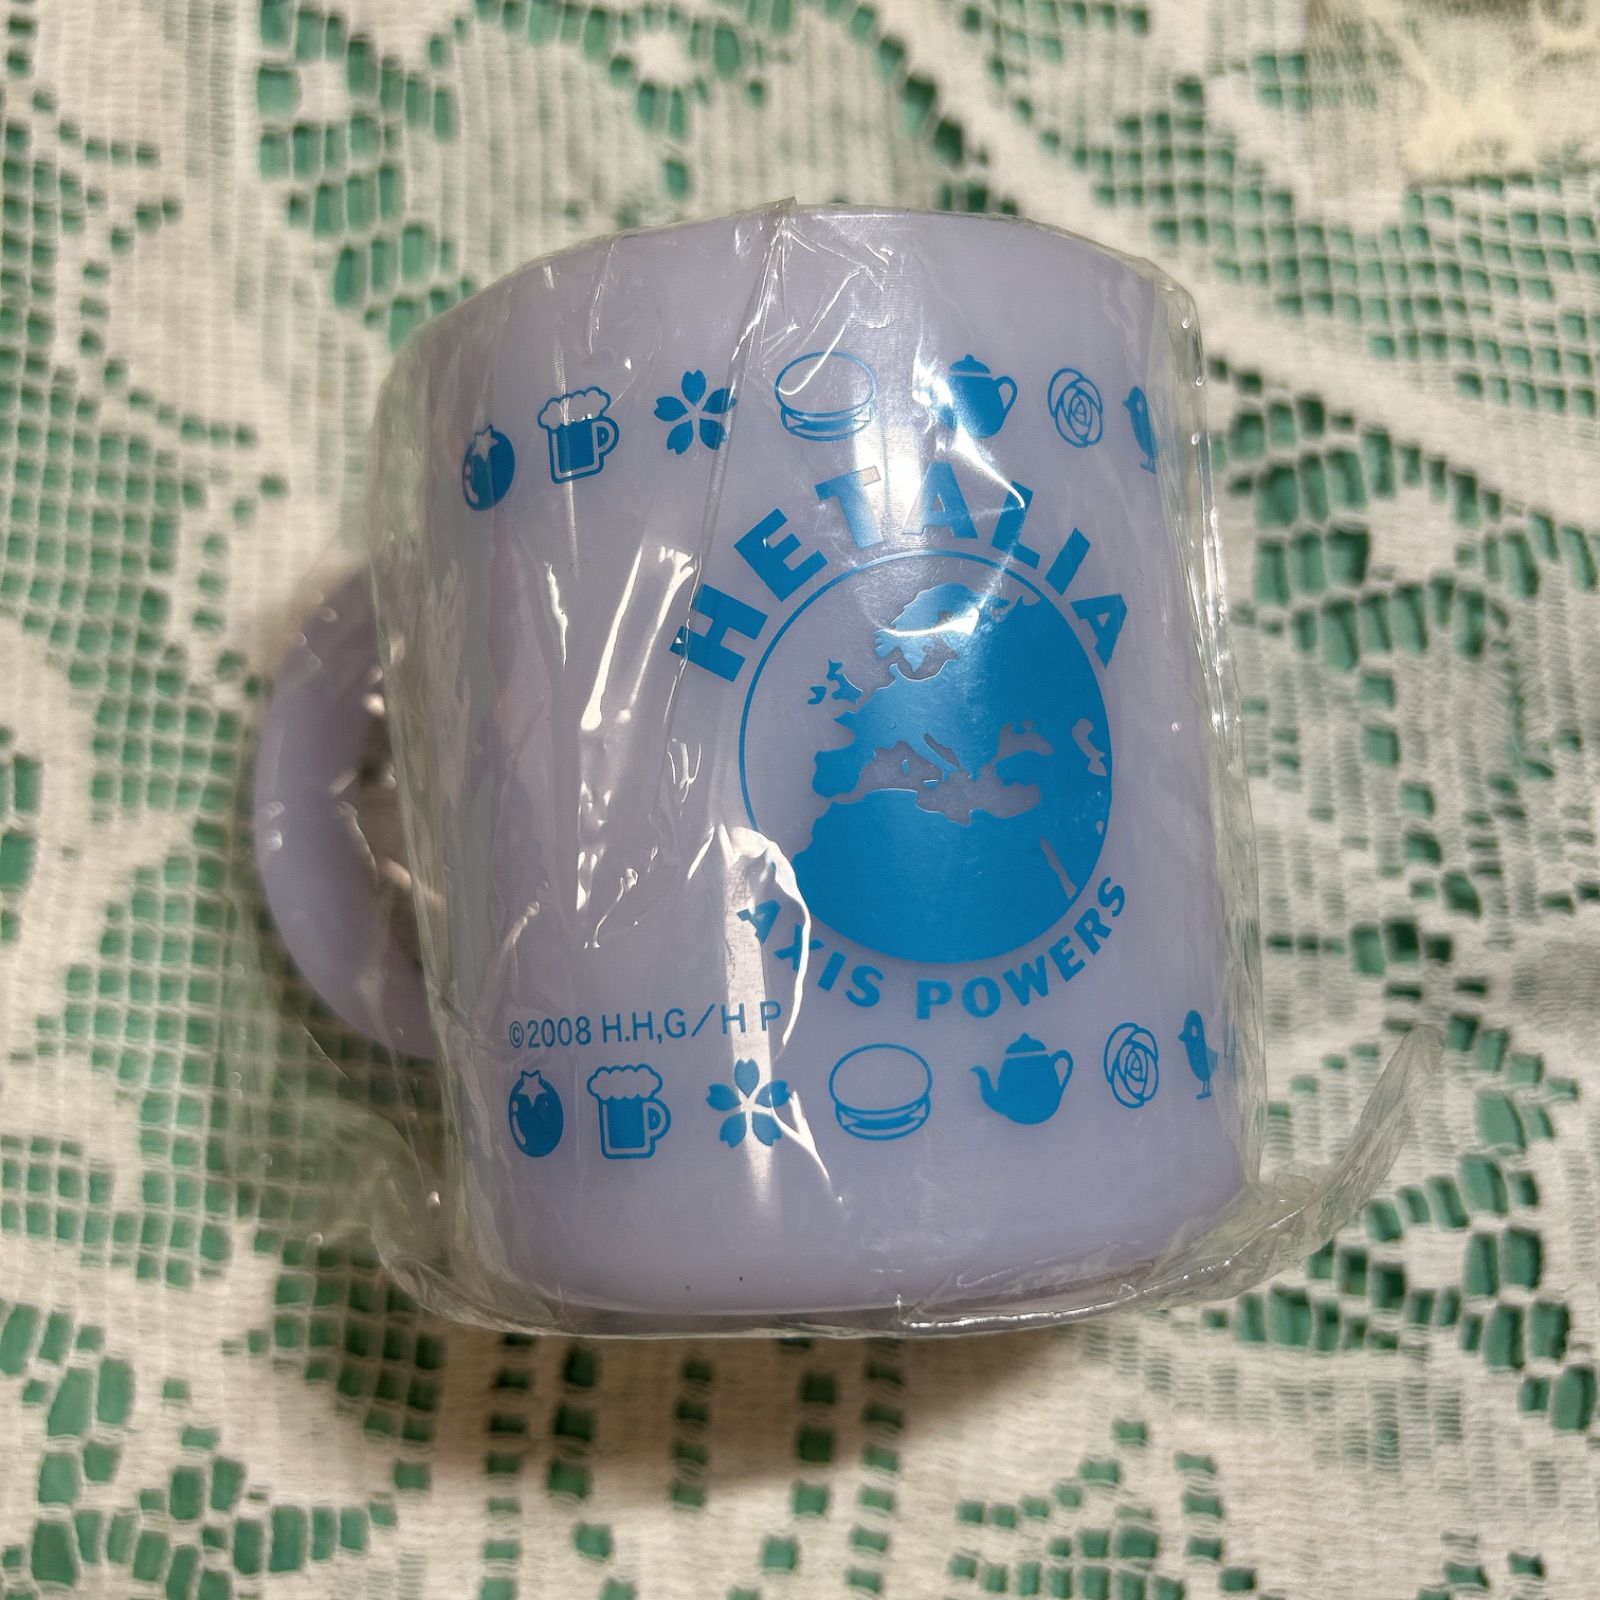 HETALIA
AXIS POWERS
©2008 H.H,G/H P